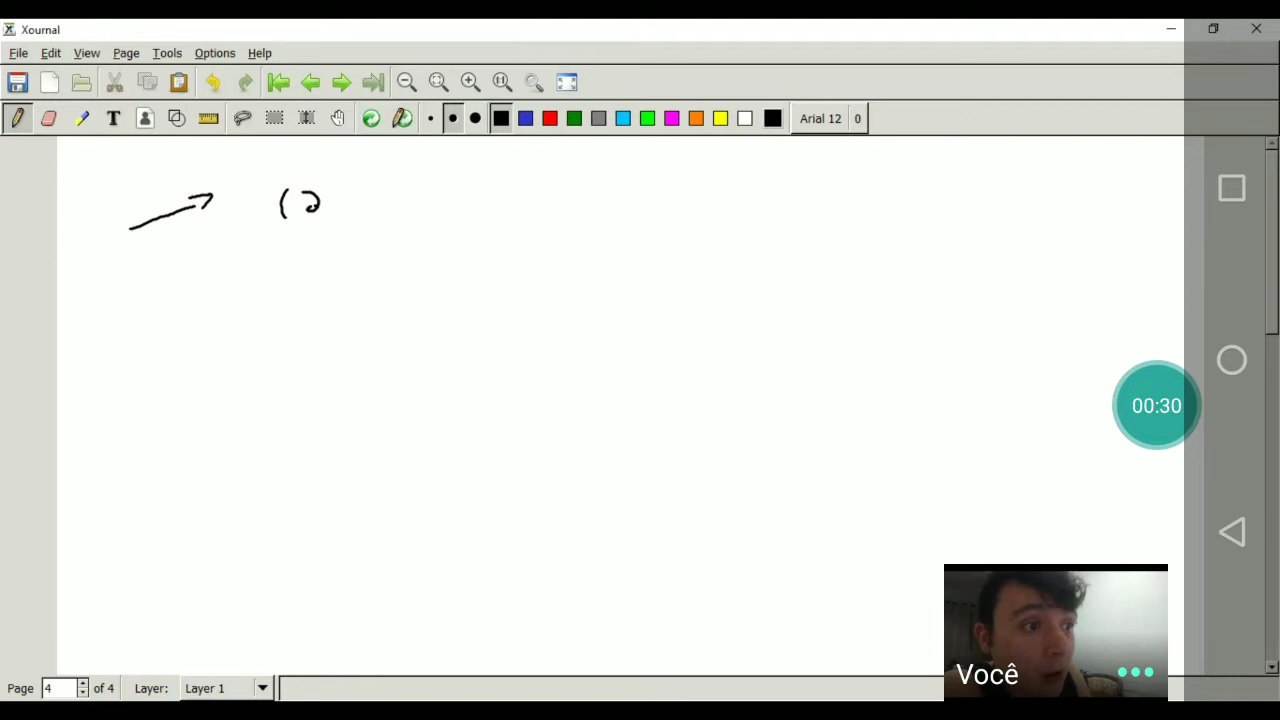 Xournal
File Edit View Page Tools Options Help
T Arial 12 0
(2
00:30
Você
Page 4 of 4 Layer: Layer 1